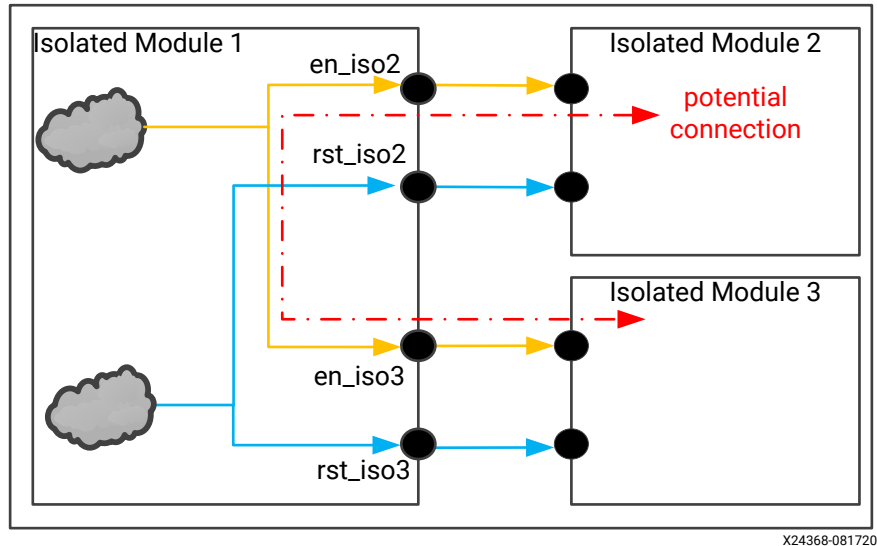 Isolated Module 1
Isolated Module 2
en_iso2
potential
connection
rst_iso2
Isolated Module 3
en_iso3
rst_iso3
X24368-081720